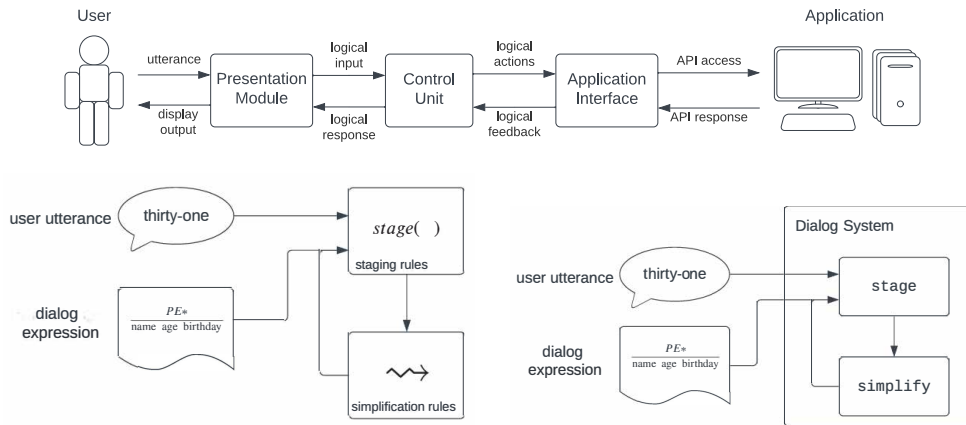 User
Application
utterance
display
output
Presentation
Module
logical
input
logical
response
Control
Unit
logical
actions
logical
feedback
Application
Interface
API access
API response
user utterance
thirty-one
stage( )
staging rules
dialog
expression
PE*
name age birthday
simplification rules
Dialog System
user utterance
thirty-one
stage
dialog
expression
PE*
name age birthday
simplify